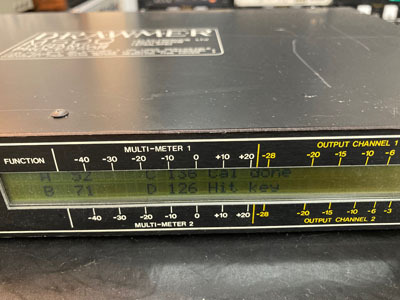 DRAWMER
MULTI-METER 1
OUTPUT CHANNEL 1
FUNCTION
-40 -30 -20 -10 0 +10 +20 -28 -20 -15 -10 -6
C 136 Cal done
B 71 D 126 Hit key
-40 -30 -20 -10 0 +10 +20 -28 -20 -15 -10 -6 -3
MULTI-METER 2
OUTPUT CHANNEL 2